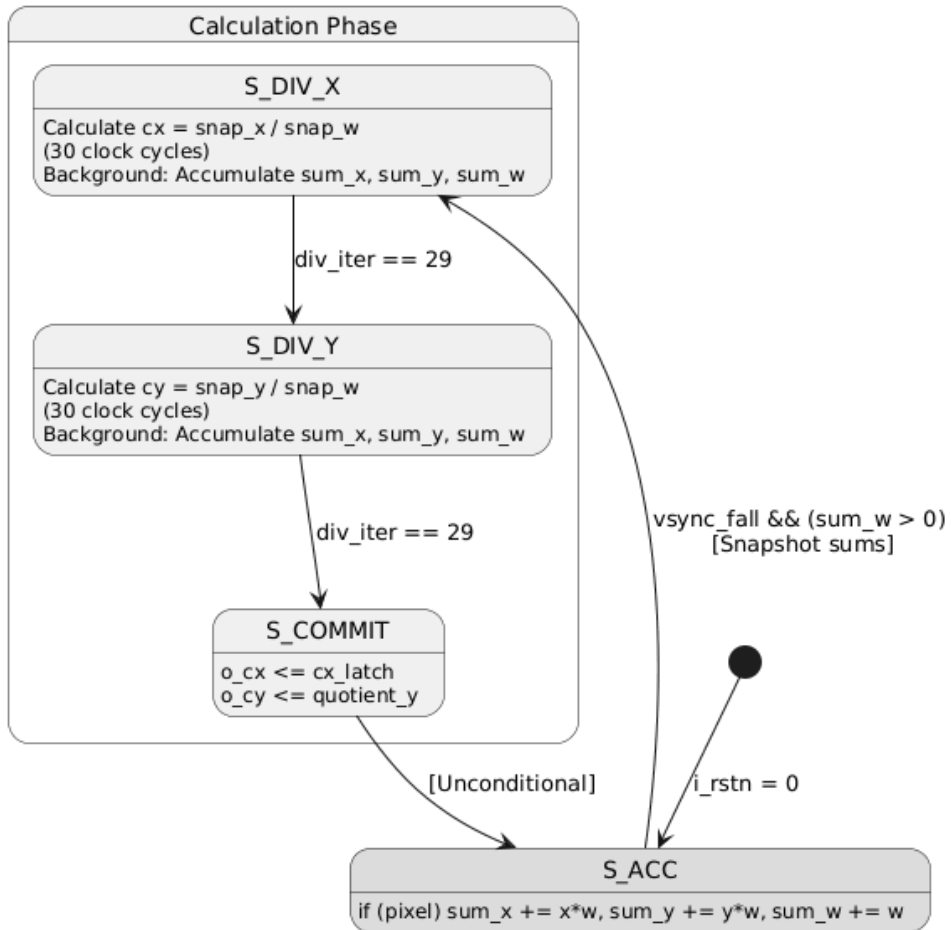 Calculation Phase
S_DIV_X
Calculate cx = snap_x / snap_w
(30 clock cycles)
Background: Accumulate sum_x, sum_y, sum_w
div_iter == 29
S_DIV_Y
Calculate cy = snap_y / snap_w
(30 clock cycles)
Background: Accumulate sum_x, sum_y, sum_w
div_iter == 29
vsync_fall && (sum_w > 0)
[Snapshot sums]
S_COMMIT
o_cx <= cx_latch
o_cy <= quotient_y
[Unconditional]
i_rstn = 0
S_ACC
if (pixel) sum_x += x*w, sum_y += y*w, sum_w += w